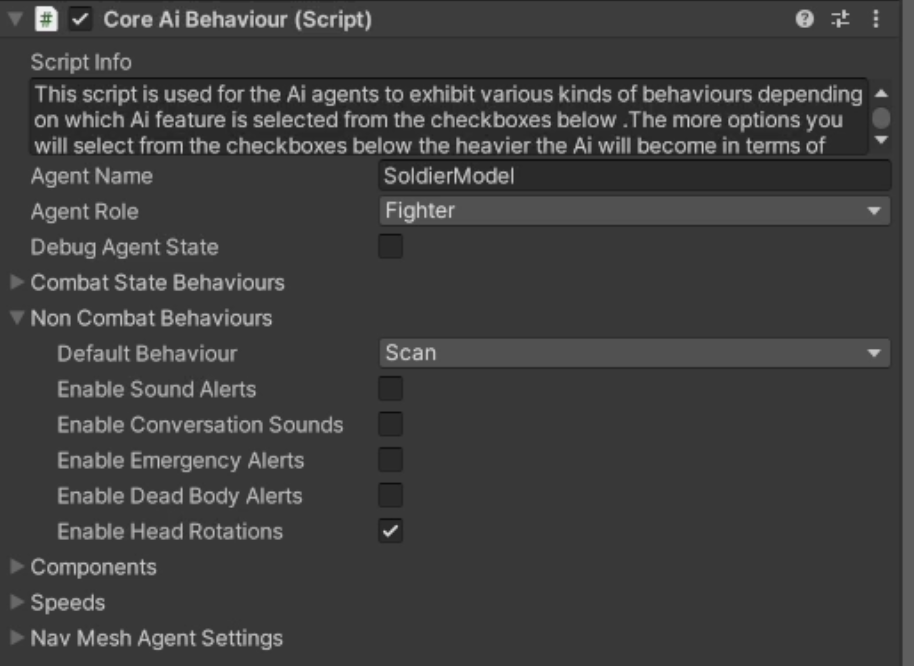 Core Ai Behaviour (Script)
Script Info
This script is used for the Ai agents to exhibit various kinds of behaviours depending
on which Ai feature is selected from the checkboxes below .The more options you
will select from the checkboxes below the heavier the Ai will become in terms of
Agent Name SoldierModel
Agent Role Fighter
Debug Agent State
Combat State Behaviours
Non Combat Behaviours
Default Behaviour Scan
Enable Sound Alerts
Enable Conversation Sounds
Enable Emergency Alerts
Enable Dead Body Alerts
Enable Head Rotations
Components
Speeds
Nav Mesh Agent Settings